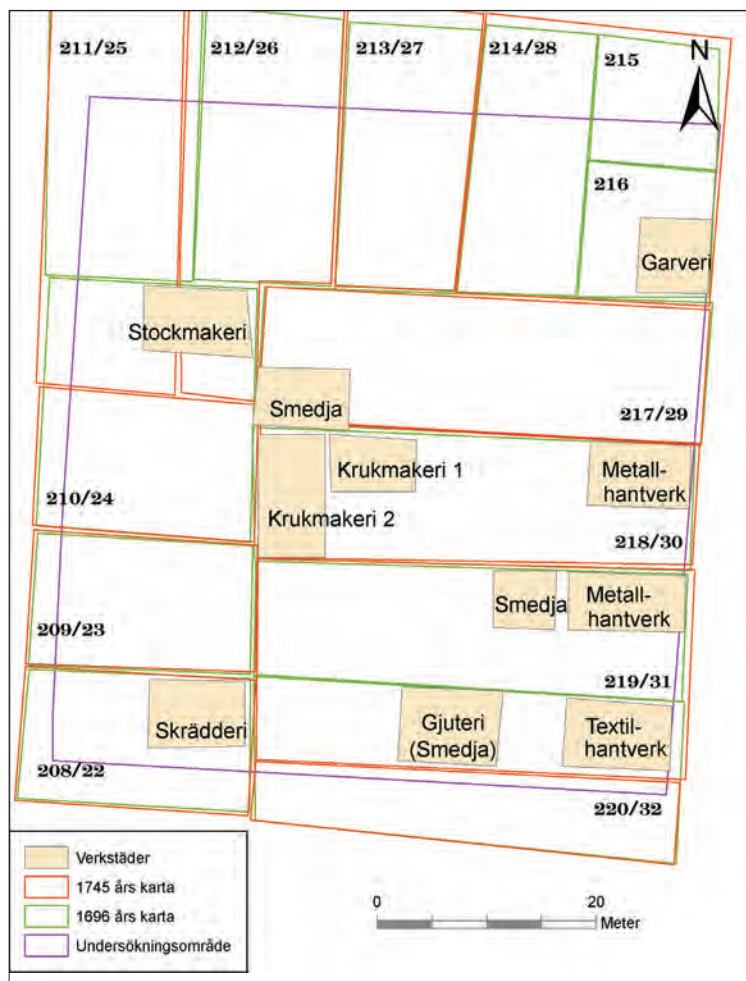 211/25
212/26
213/27
214/28
215
N
216
Garveri
Stockmakeri
217/29
Smedja
Krukmakeri 1
Metall-
hantverk
210/24
Krukmakeri 2
218/30
Smedja
Metall-
hantverk
209/23
219/31
Skrädderi
Gjuteri
(Smedja)
Textil-
hantverk
208/22
220/32
Verkstäder
1745 års karta
1696 års karta
Undersökningsområde
0
20
Meter